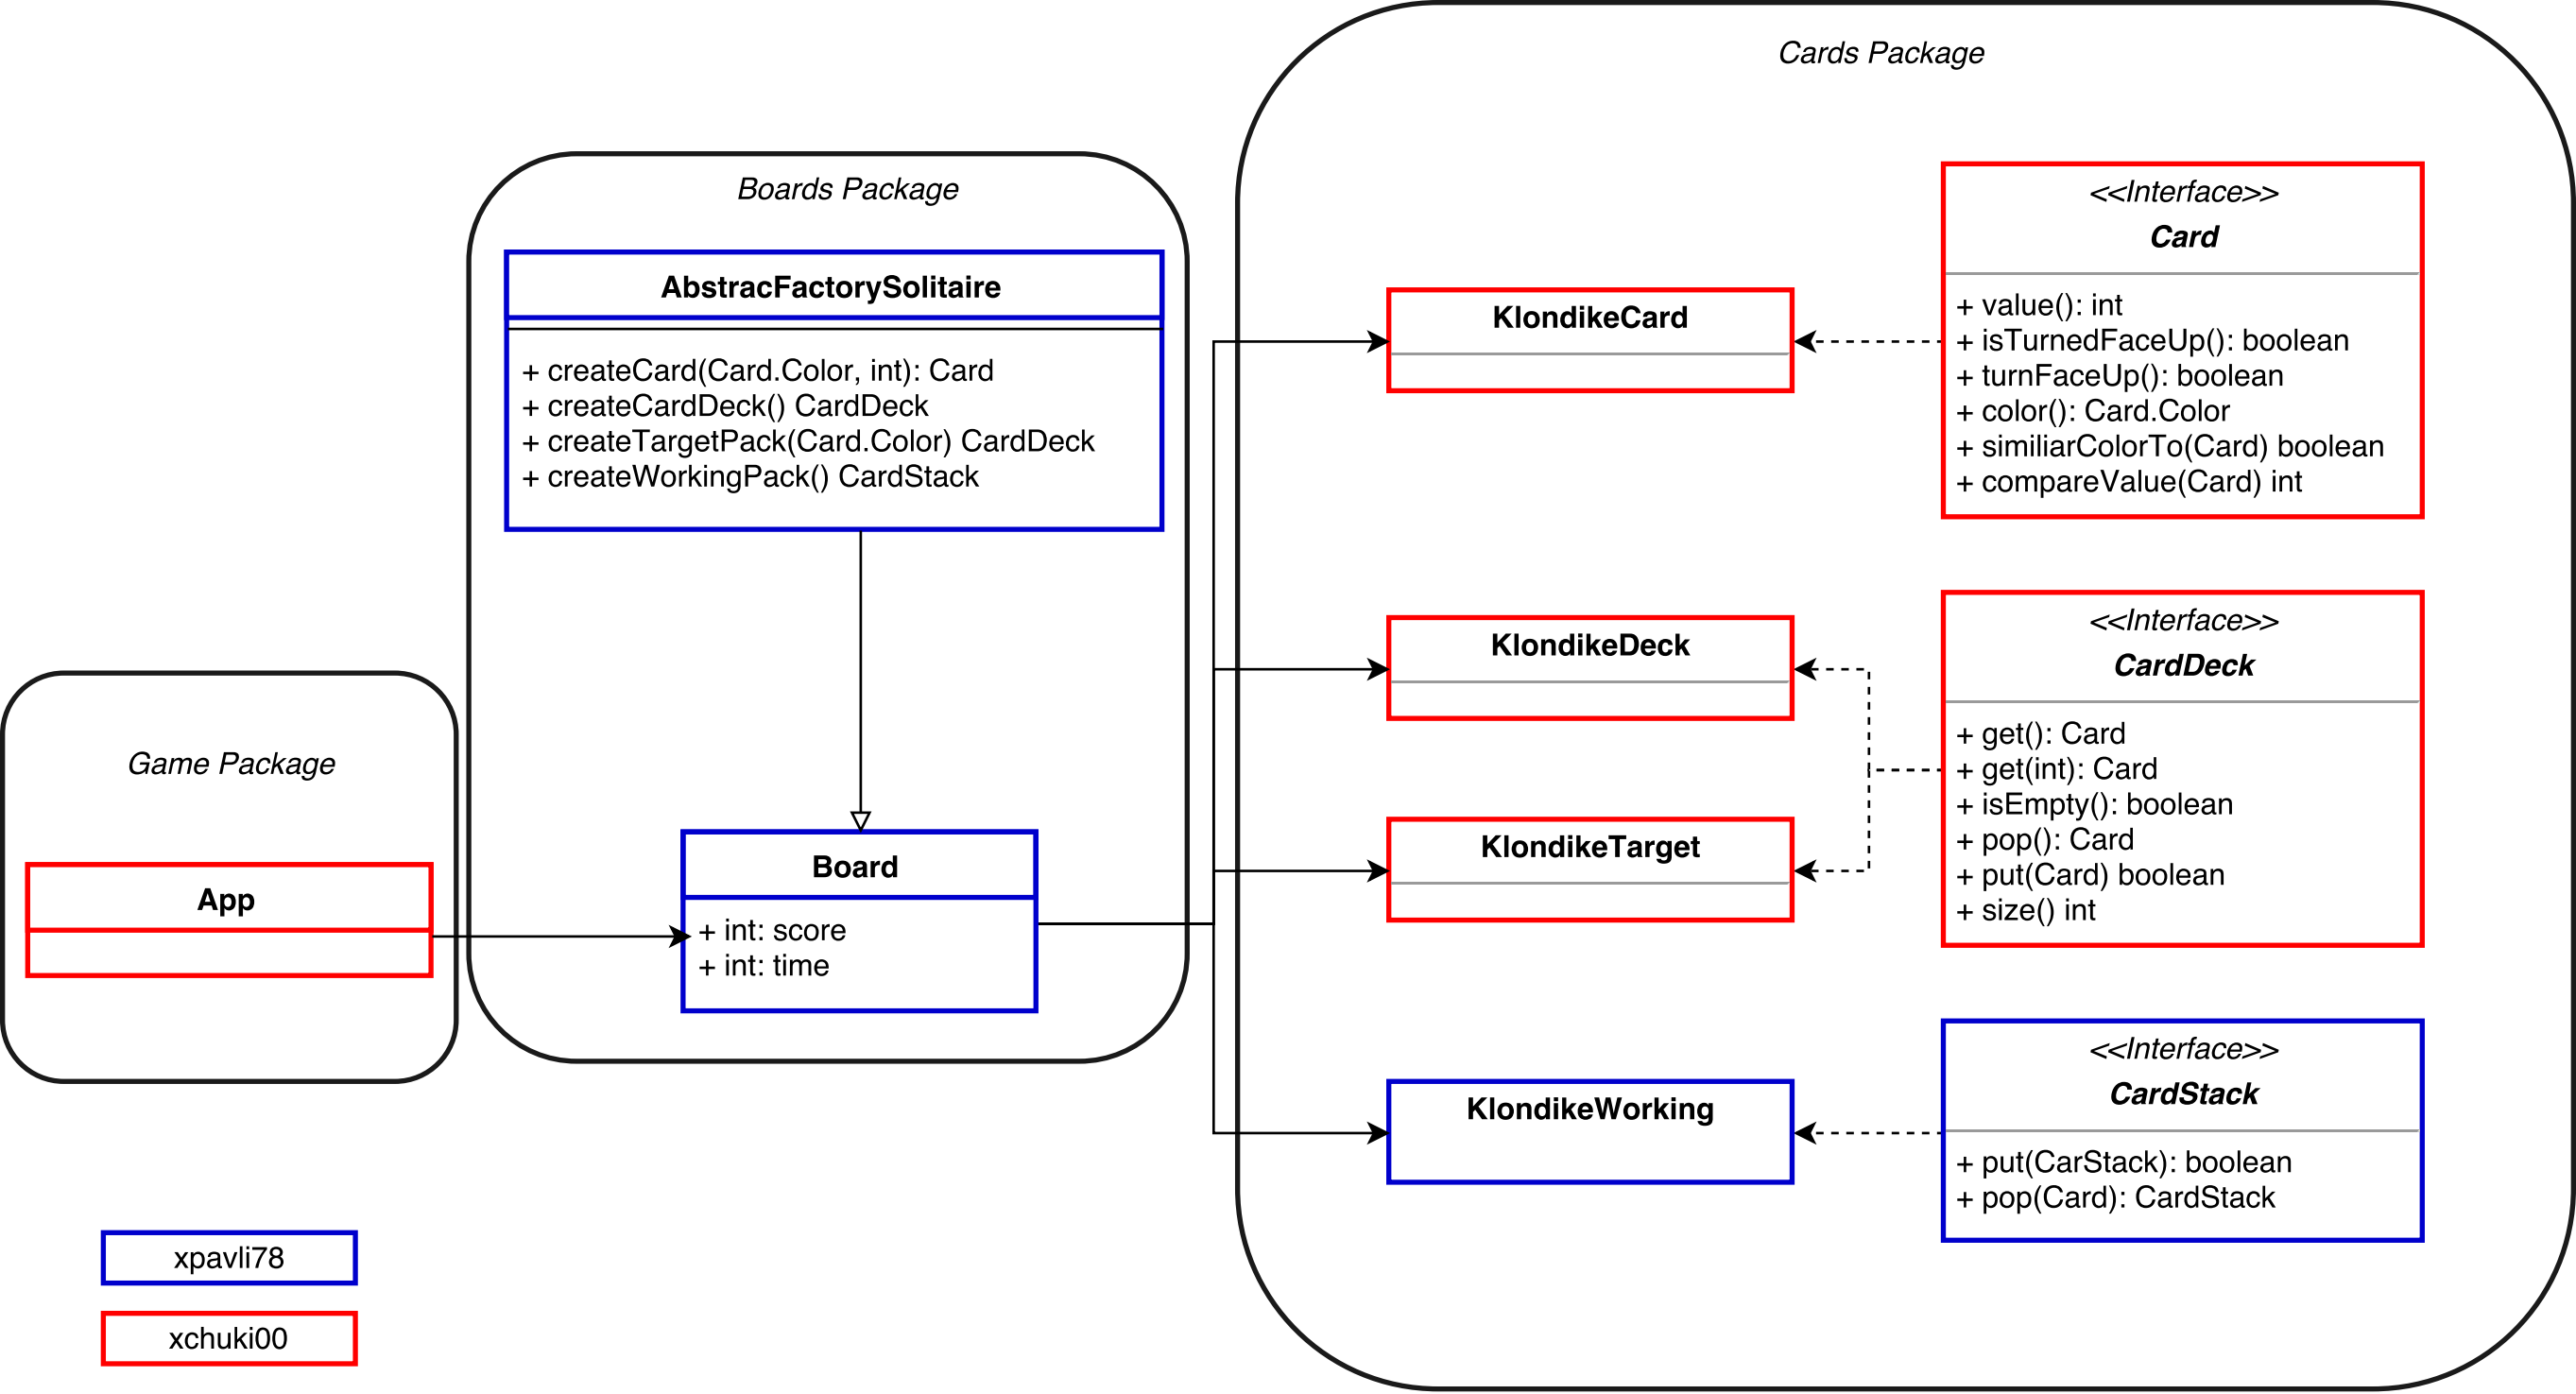 Cards Package
Boards Package
AbstracFactorySolitaire
+ createCard(Card.Color, int): Card
+ createCardDeck() CardDeck
+ createTargetPack(Card.Color) CardDeck
+ createWorkingPack() CardStack
Game Package
App
Board
+ int: score
+ int: time
KlondikeCard
KlondikeDeck
KlondikeTarget
KlondikeWorking
<<Interface>>
Card
+ value(): int
+ isTurnedFaceUp(): boolean
+ turnFaceUp(): boolean
+ color(): Card.Color
+ similiarColorTo(Card) boolean
+ compareValue(Card) int
<<Interface>>
CardDeck
+ get(): Card
+ get(int): Card
+ isEmpty(): boolean
+ pop(): Card
+ put(Card) boolean
+ size() int
<<Interface>>
CardStack
+ put(CarStack): boolean
+ pop(Card): CardStack
xpavli78
xchuki00